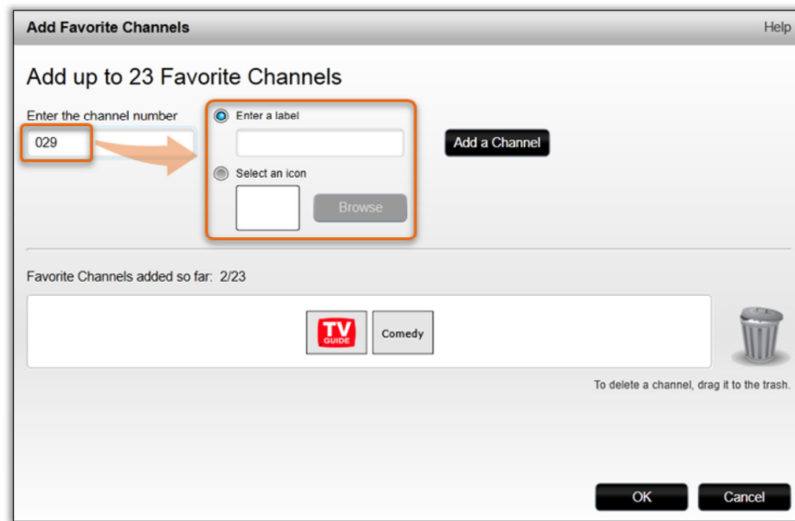 Add Favorite Channels
Help
Add up to 23 Favorite Channels
Enter the channel number
029
Enter a label
Add a Channel
Select an icon
Browse
Favorite Channels added so far: 2/23
TV
GUIDE
Comedy
To delete a channel, drag it to the trash.
OK
Cancel